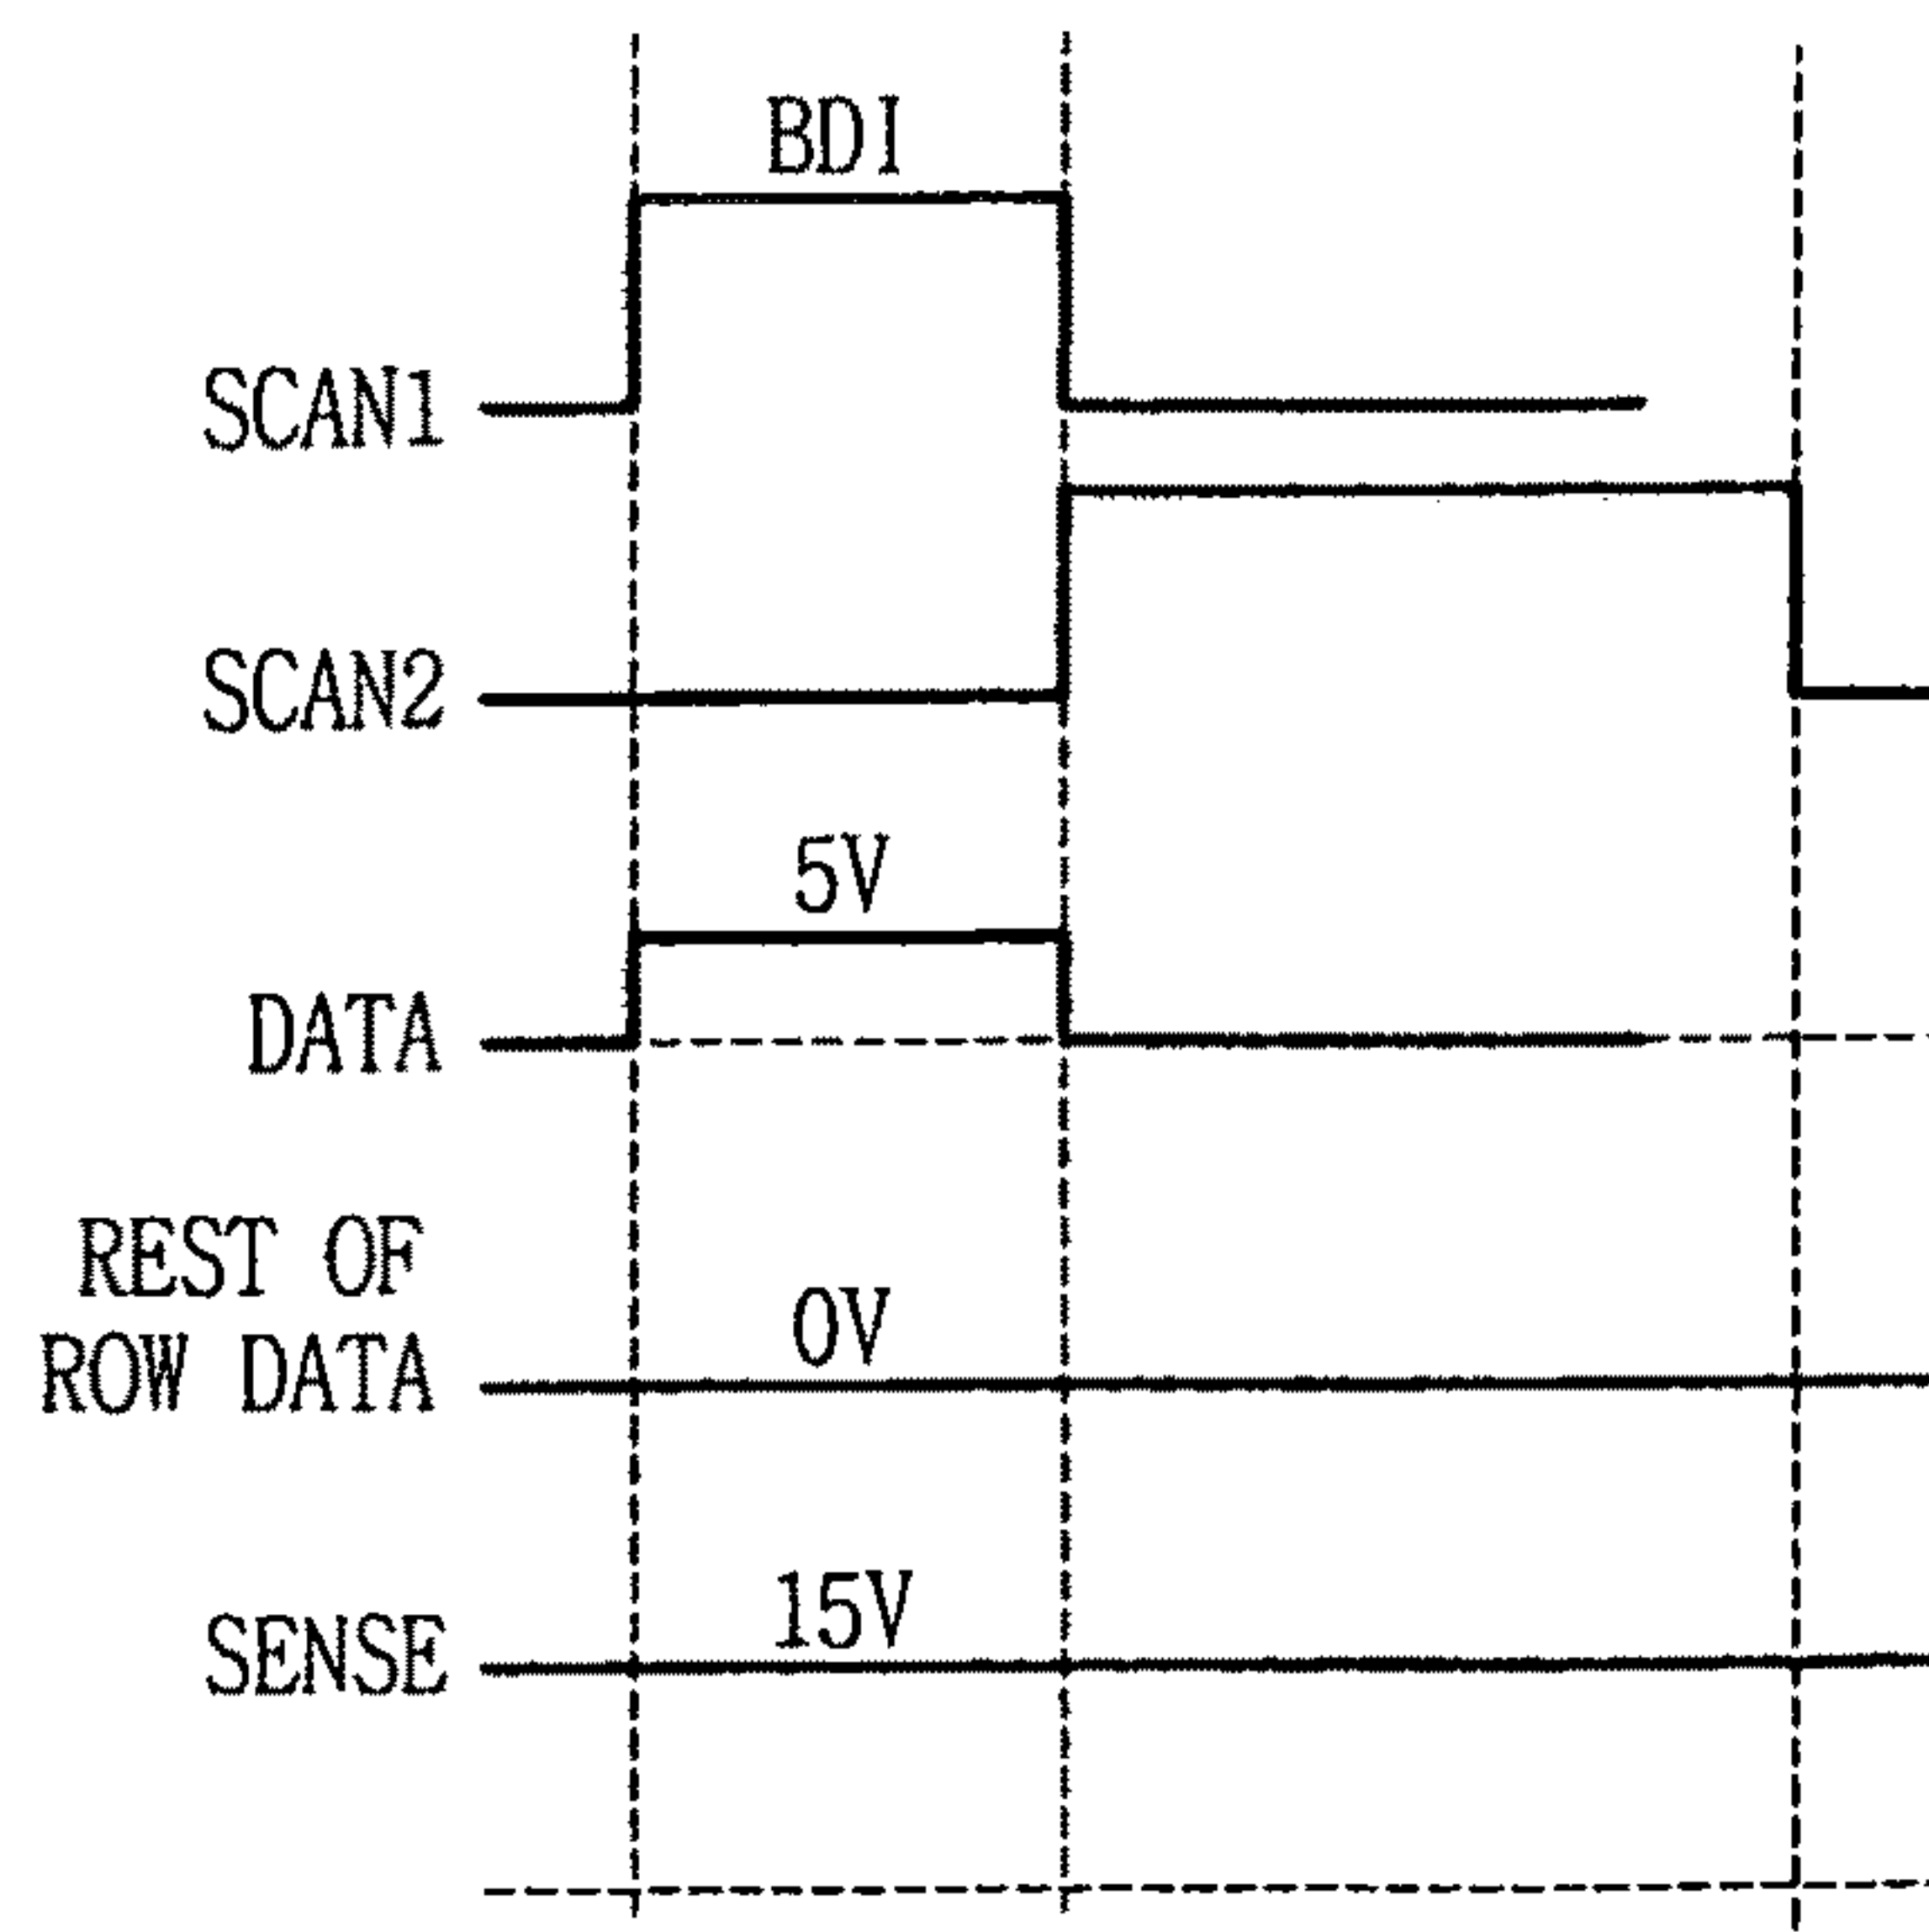 BDI
SCAN1
SCAN2
5V
DATA
REST OF
ROW DATA
0V
15V
SENSE